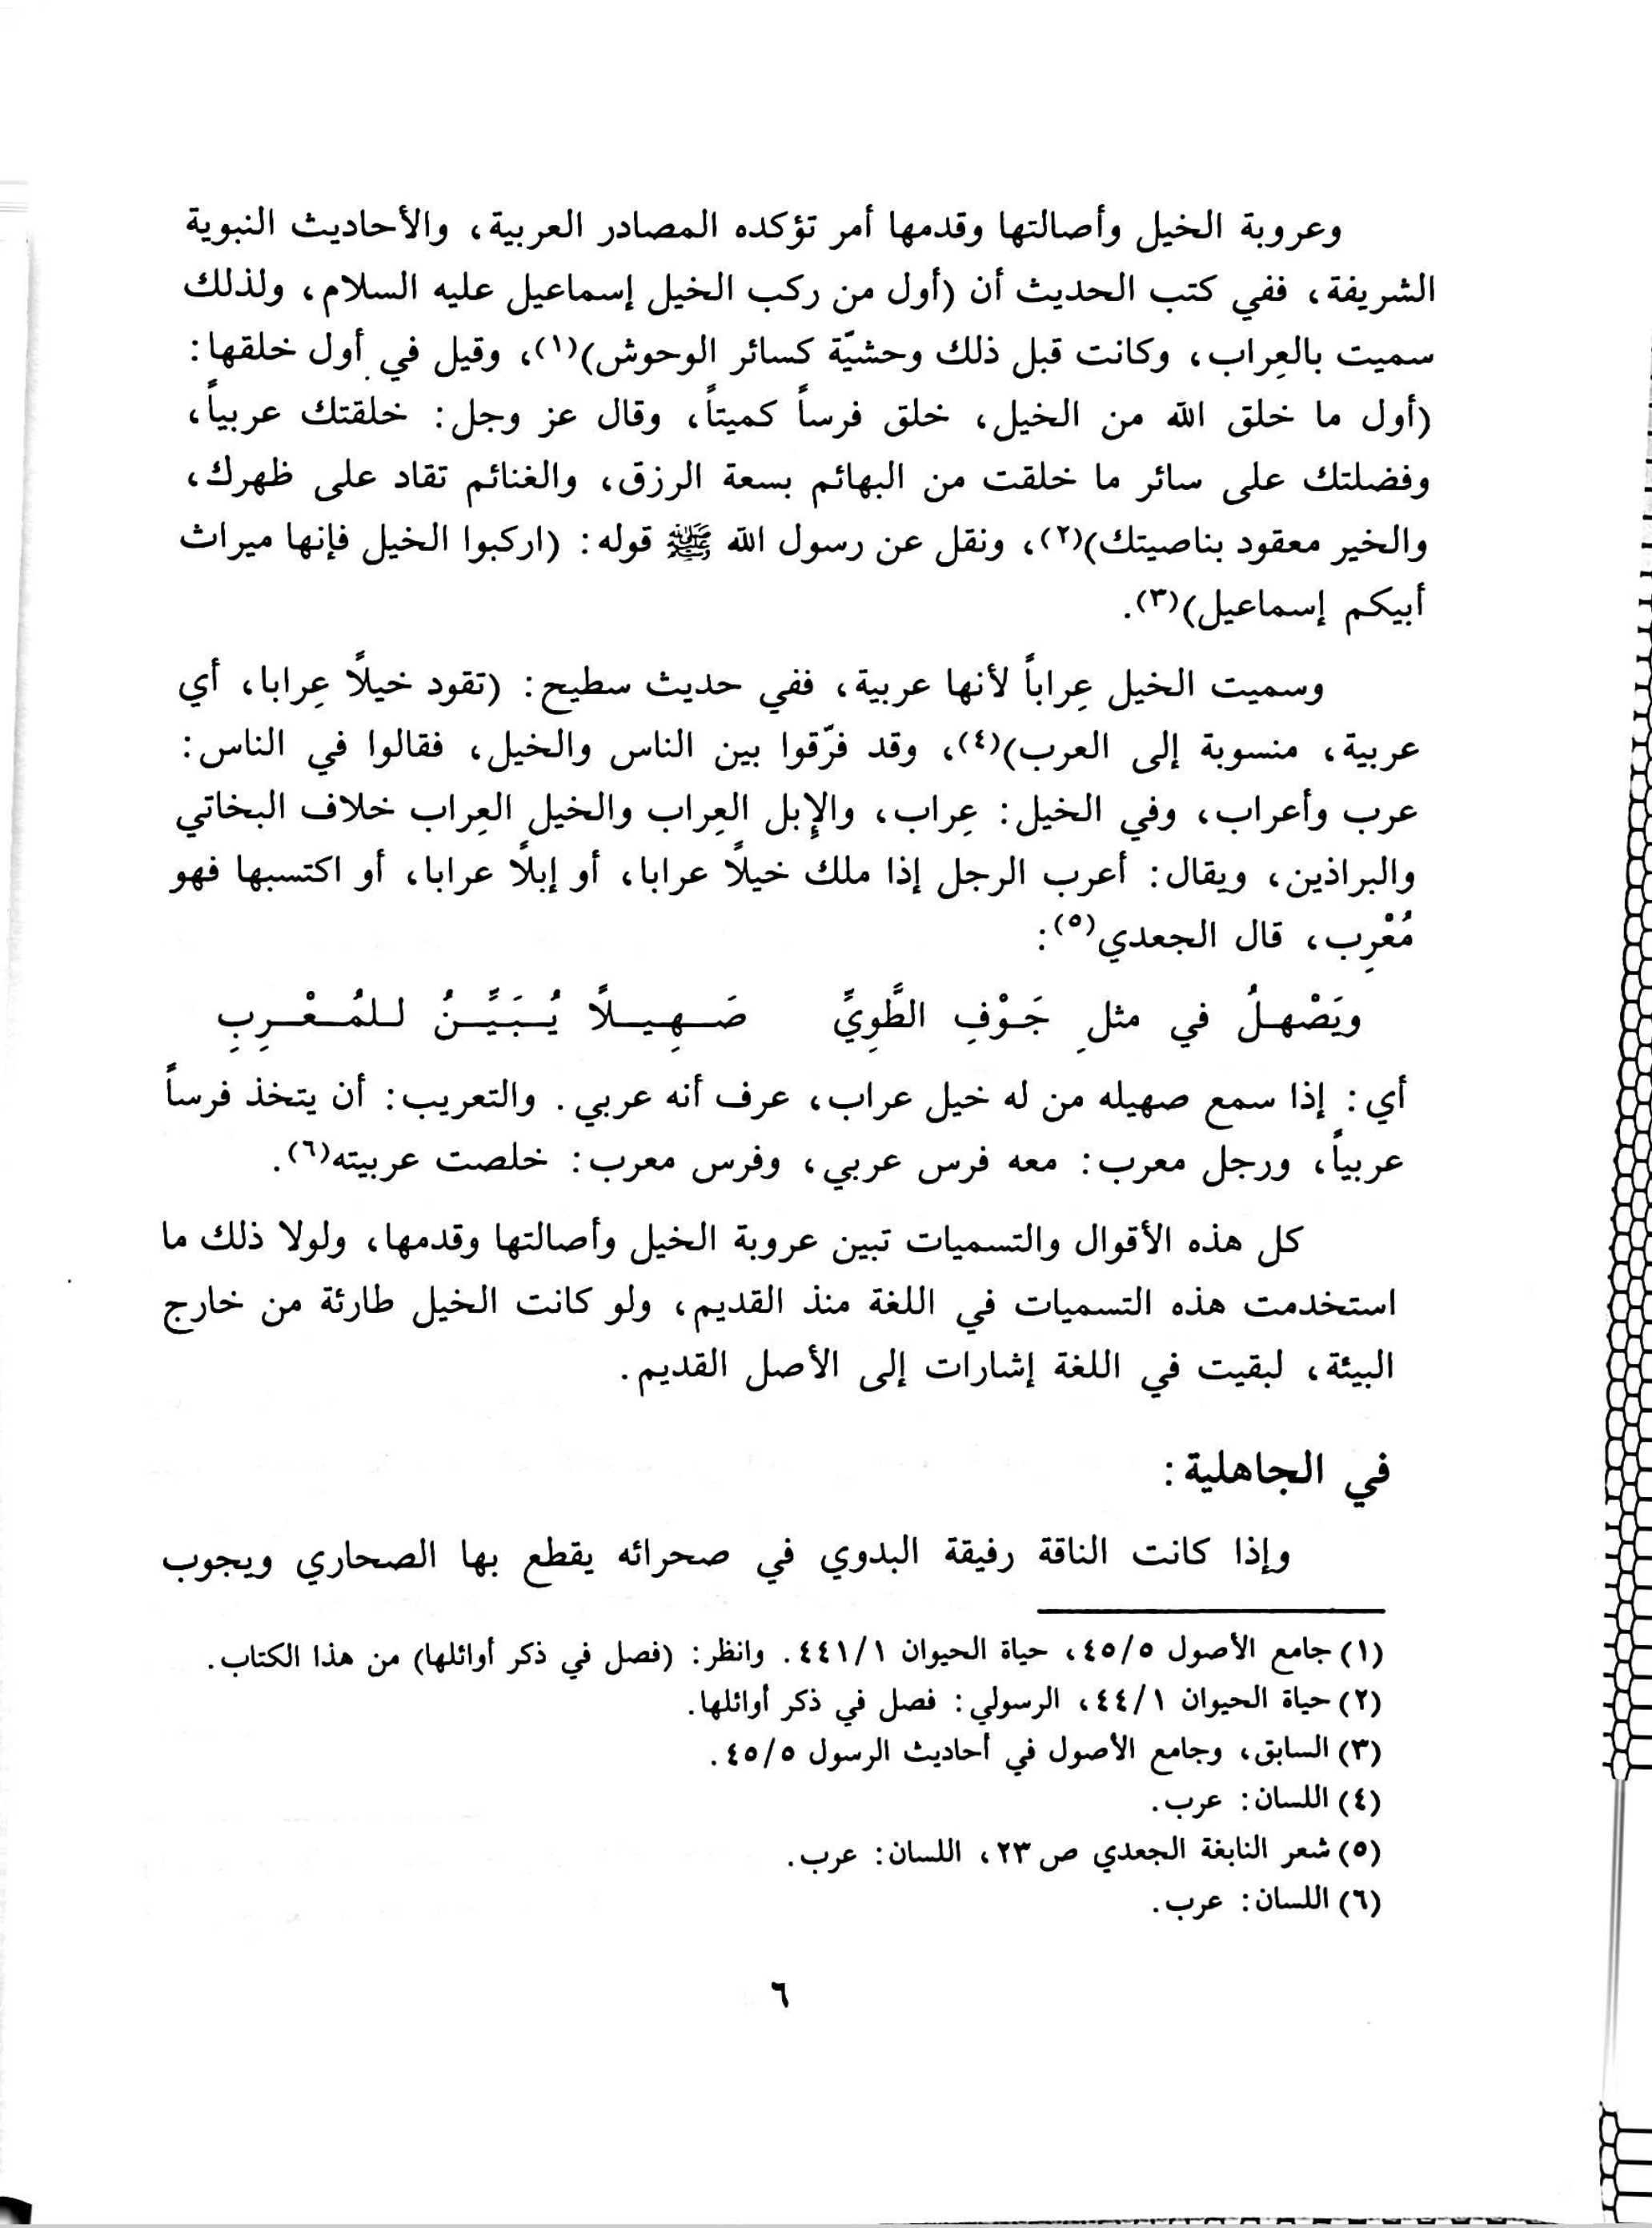 وعروبة الخيل وأصالتها وقدمها أمر تؤكده المصادر العربية، والأحاديث النبوية
الشريفة، ففي كتب الحديث أن (أول من ركب الخيل إسماعيل عليه السلام، ولذلك
سميت بالعِراب، وكانت قبل ذلك وحشيّة كسائر الوحوش)(١)، وقيل في أول خلقها:
(أول ما خلق الله من الخيل، خلق فرساً كميتاً، وقال عز وجل: خلقتك عربياً،
وفضلتك على سائر ما خلقت من البهائم بسعة الرزق، والغنائم تقاد على ظهرك،
والخير معقود بناصيتك)(٢)، ونقل عن رسول الله ﷺ قوله: (اركبوا الخيل فإنها ميراث
أبيكم إسماعيل)(٣).
وسميت الخيل عِراباً لأنها عربية، ففي حديث سطيح: (تقود خيلًا عِرابا، أي
عربية، منسوبة إلى العرب)(٤)، وقد فرّقوا بين الناس والخيل، فقالوا في الناس:
عرب وأعراب، وفي الخيل: عِراب، والإبل العِراب والخيل العِراب خلاف البخاتي
والبراذين، ويقال: أعرب الرجل إذا ملك خيلًا عرابا، أو إبلًا عرابا، أو اكتسبها فهو
مُعْرِب، قال الجعدي(٥):
ويَصْهلُ في مثلِ جَوْفِ الطَّوِيِّ صَهِيلًا يُبَيَّنُ للمُعْرِبِ
أي: إذا سمع صهيله من له خيل عراب، عرف أنه عربي. والتعريب: أن يتخذ فرساً
عربياً، ورجل معرب: معه فرس عربي، وفرس معرب: خلصت عربيته(٦).
كل هذه الأقوال والتسميات تبين عروبة الخيل وأصالتها وقدمها، ولولا ذلك ما
استخدمت هذه التسميات في اللغة منذ القديم، ولو كانت الخيل طارئة من خارج
البيئة، لبقيت في اللغة إشارات إلى الأصل القديم.
في الجاهلية:
وإذا كانت الناقة رفيقة البدوي في صحرائه يقطع بها الصحاري ويجوب
(١) جامع الأصول ٤٥/٥، حياة الحيوان ٤٤١/١. وانظر: (فصل في ذكر أوائلها) من هذا الكتاب.
(٢) حياة الحيوان ٤٤/١، الرسولي: فصل في ذكر أوائلها.
(٣) السابق، وجامع الأصول في أحاديث الرسول ٤٥/٥.
(٤) اللسان: عرب.
(٥) شعر النابغة الجعدي ص ٢٣، اللسان: عرب.
(٦) اللسان: عرب.
٦